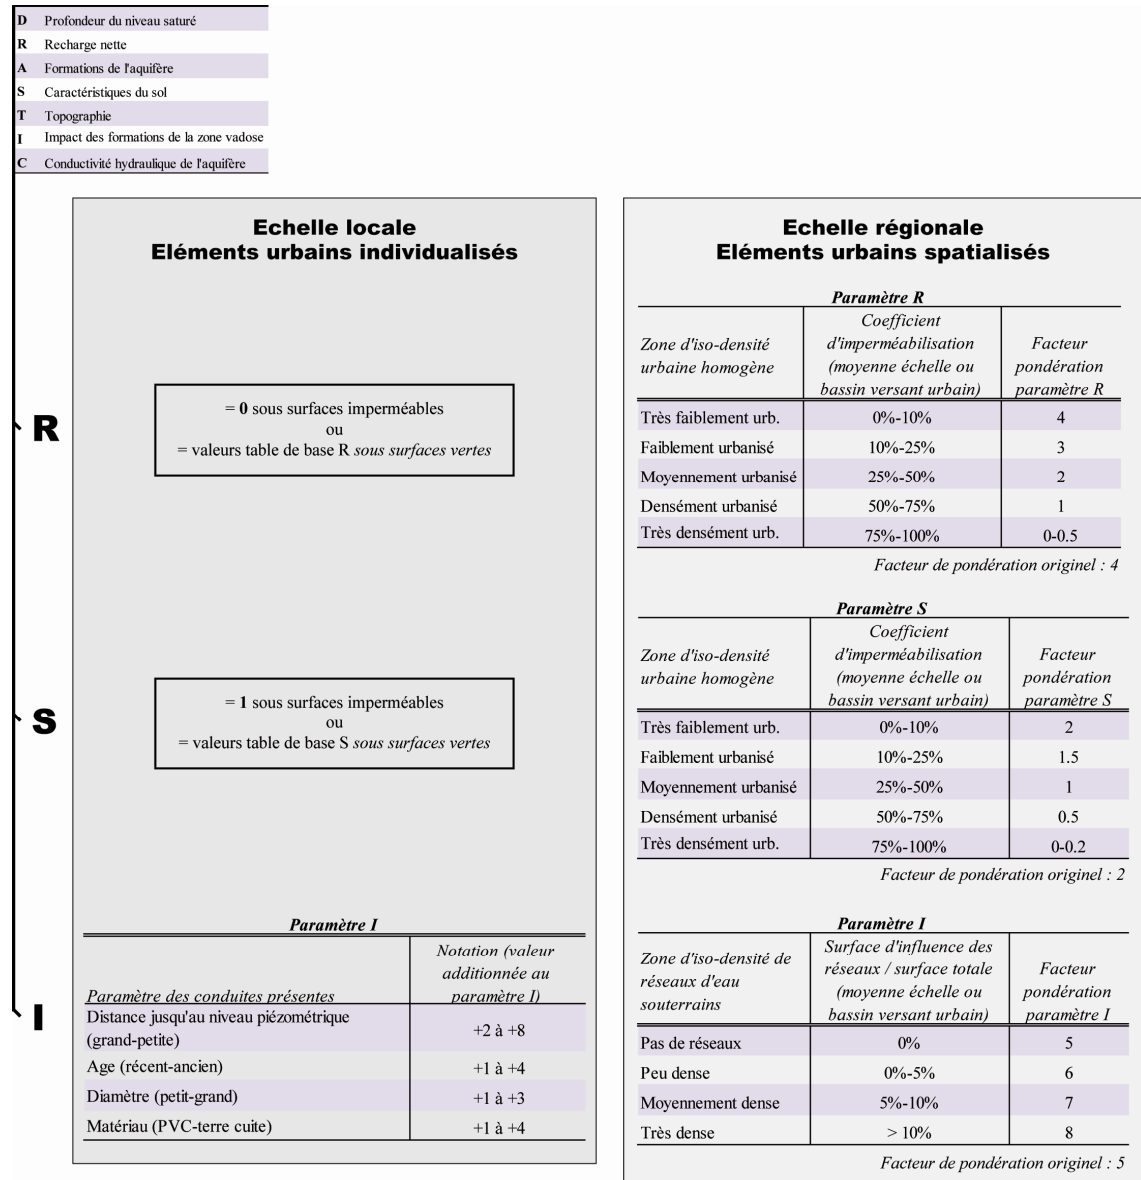 D Profondeur du niveau saturé
R Recharge nette
A Formations de l'aquifère
S Caractéristiques du sol
T Topographie
I Impact des formations de la zone vadose
C Conductivité hydraulique de l'aquifère
Echelle locale
Eléments urbains individualisés
R
= 0 sous surfaces imperméables
ou
= valeurs table de base R sous surfaces vertes
S
= 1 sous surfaces imperméables
ou
= valeurs table de base S sous surfaces vertes
I
Paramètre I
Paramètre des conduites présentes
Notation (valeur
additionnée au
paramètre I)
Distance jusqu'au niveau piézométrique
(grand-petite) +2 à +8
Age (récent-ancien) +1 à +4
Diamètre (petit-grand) +1 à +3
Matériau (PVC-terre cuite) +1 à +4
Echelle régionale
Eléments urbains spatialisés
Paramètre R
Zone d'iso-densité
urbaine homogène
Coefficient
d'imperméabilisation
(moyenne échelle ou
bassin versant urbain)
Facteur
pondération
paramètre R
Très faiblement urb. 0%-10% 4
Faiblement urbanisé 10%-25% 3
Moyennement urbanisé 25%-50% 2
Densément urbanisé 50%-75% 1
Très densément urb. 75%-100% 0-0.5
Facteur de pondération originel : 4
Paramètre S
Zone d'iso-densité
urbaine homogène
Coefficient
d'imperméabilisation
(moyenne échelle ou
bassin versant urbain)
Facteur
pondération
paramètre S
Très faiblement urb. 0%-10% 2
Faiblement urbanisé 10%-25% 1.5
Moyennement urbanisé 25%-50% 1
Densément urbanisé 50%-75% 0.5
Très densément urb. 75%-100% 0-0.2
Facteur de pondération originel : 2
Paramètre I
Zone d'iso-densité de
réseaux d'eau
souterrains
Surface d'influence des
réseaux / surface totale
(moyenne échelle ou
bassin versant urbain)
Facteur
pondération
paramètre I
Pas de réseaux 0% 5
Peu dense 0%-5% 6
Moyennement dense 5%-10% 7
Très dense > 10% 8
Facteur de pondération originel : 5